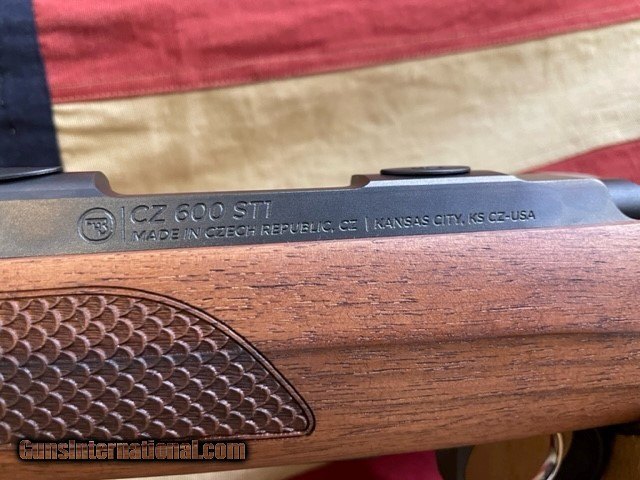 CZ 600 ST1
MADE IN CZECH REPUBLIC, CZ | KANSAS CITY, KS CZ-USA
GunsInternational.com